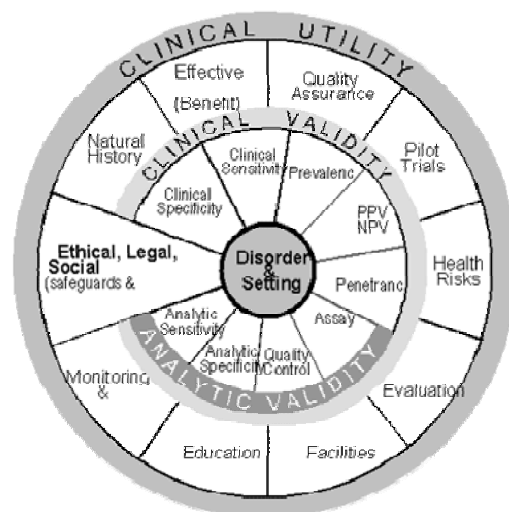 CLINICAL UTILITY
Effective
(Benefit)
Quality
Assurance
Pilot
Trials
Health
Risks
Evaluation
Facilities
Education
Monitoring
&
Ethical, Legal,
Social
(safeguards &
Natural
History
CLINICAL VALIDITY
Clinical
Specificity
Clinical
Sensitivity
Prevalenc
PPV
NPV
Penetranc
Disorder
&
Setting
Analytic
Sensitivity
Analytic
Specificity
Quality
Control
Assay
ANALYTIC VALIDITY